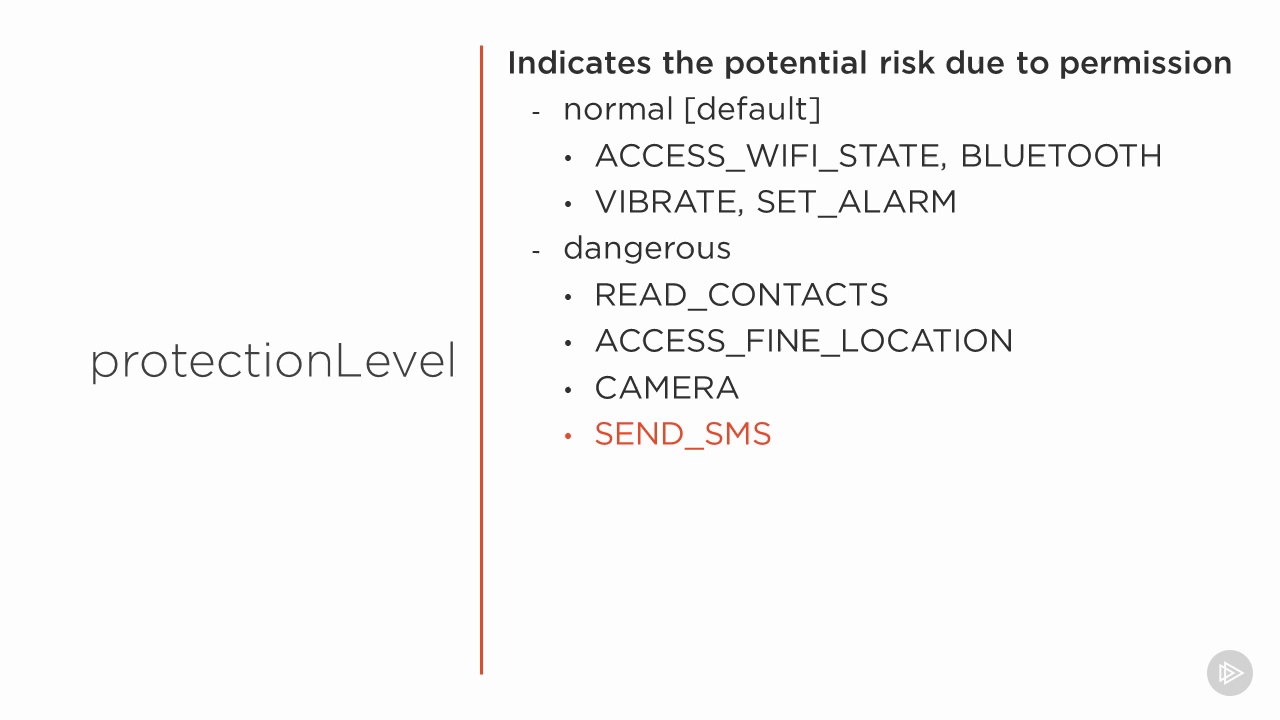 protectionLevel
Indicates the potential risk due to permission
- normal [default]
• ACCESS_WIFI_STATE, BLUETOOTH
• VIBRATE, SET_ALARM
- dangerous
• READ_CONTACTS
• ACCESS_FINE_LOCATION
• CAMERA
• SEND_SMS